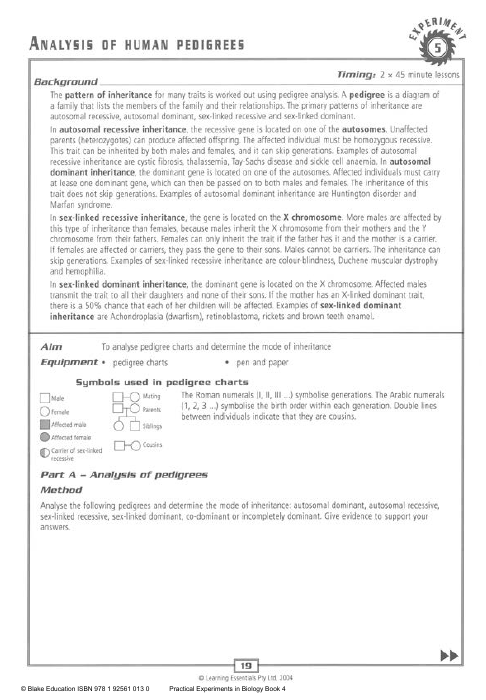 EXPERIMENT
5
ANALYSIS OF HUMAN PEDIGREES
Timing: 2 × 45 minute lessons
Background
The pattern of inheritance for many traits is worked out using pedigree analysis. A pedigree is a diagram of
a family that lists the members of the family and their relationships. The primary patterns of inheritance are
autosomal recessive, autosomal dominant, sex-linked recessive and sex-linked dominant.
In autosomal recessive inheritance, the recessive gene is located on one of the autosomes. Unaffected
parents (heterozygotes) can produce affected offspring. The affected individual must be homozygous recessive.
This trait can be inherited by both males and females, and it can skip generations. Examples of autosomal
recessive inheritance are cystic fibrosis, thalassemia, Tay-Sachs disease and sickle cell anaemia. In autosomal
dominant inheritance, the dominant gene is located on one of the autosomes. Affected individuals must carry
at lease one dominant gene, which can then be passed on to both males and females. The inheritance of this
trait does not skip generations. Examples of autosomal dominant inheritance are Huntington disorder and
Marfan syndrome.
In sex-linked recessive inheritance, the gene is located on the X chromosome. More males are affected by
this type of inheritance than females, because males inherit the X chromosome from their mothers and the Y
chromosome from their fathers. Females can only inherit the trait if the father has it and the mother is a carrier.
If females are affected or carriers, they pass the gene to their sons. Males cannot be carriers. The inheritance can
skip generations. Examples of sex-linked recessive inheritance are colour-blindness, Duchene muscular dystrophy
and hemophilia.
In sex-linked dominant inheritance, the dominant gene is located on the X chromosome. Affected males
transmit the trait to all their daughters and none of their sons. If the mother has an X-linked dominant trait,
there is a 50% chance that each of her children will be affected. Examples of sex-linked dominant
inheritance are Achondroplasia (dwarfism), retinoblastoma, rickets and brown teeth enamel.
Aim To analyse pedigree charts and determine the mode of inheritance
Equipment • pedigree charts • pen and paper
Symbols used in pedigree charts
Male
Female
Affected male
Affected female
Carrier of sex-linked
recessive
Mating
Parents
Siblings
Cousins
The Roman numerals (I, II, III ...) symbolise generations. The Arabic numerals
(1, 2, 3 ...) symbolise the birth order within each generation. Double lines
between individuals indicate that they are cousins.
Part A – Analysis of pedigrees
Method
Analyse the following pedigrees and determine the mode of inheritance: autosomal dominant, autosomal recessive,
sex-linked recessive, sex-linked dominant, co-dominant or incompletely dominant. Give evidence to support your
answers.
19
© Learning Essentials Pty Ltd, 2004
© Blake Education ISBN 978 1 92561 013 0 Practical Experiments in Biology Book 4